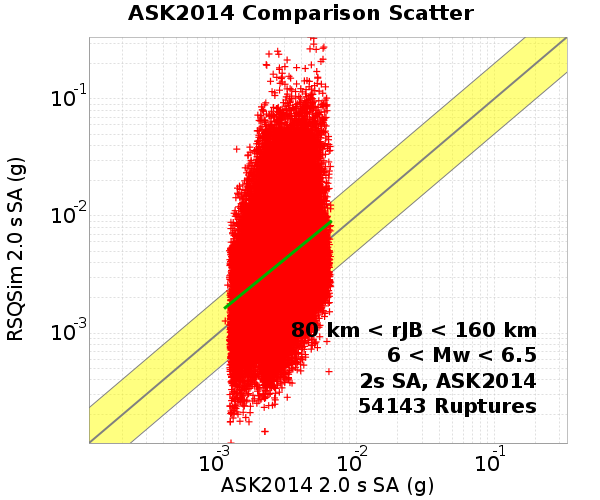 ASK2014 Comparison Scatter
RSQSim 2.0 s SA (g)
10-1
10-2
10-3
80 km < rJB < 160 km
6 < Mw < 6.5
2s SA, ASK2014
54143 Ruptures
10-3 10-2 10-1
ASK2014 2.0 s SA (g)